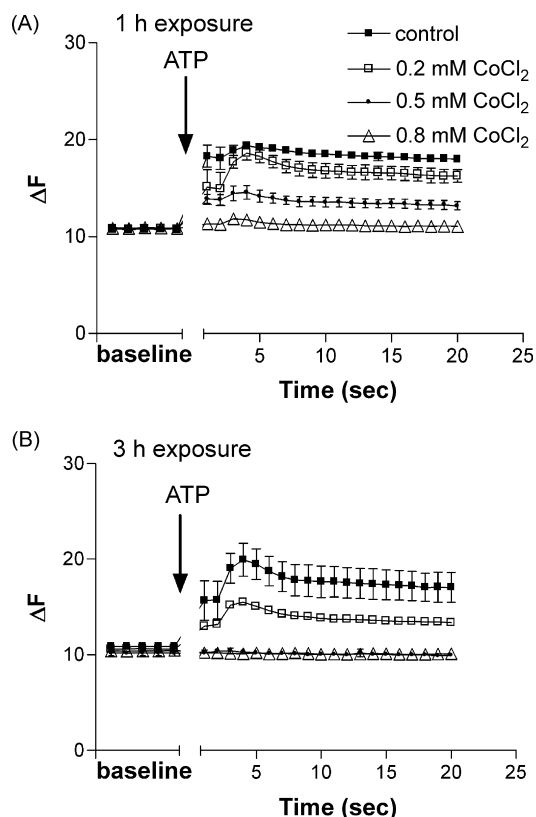 (A)
1 h exposure
ATP
control
0.2 mM CoCl2
0.5 mM CoCl2
0.8 mM CoCl2
30
20
10
0
ΔF
baseline
5
10
15
20
25
Time (sec)
(B)
3 h exposure
ATP
30
20
10
0
ΔF
baseline
5
10
15
20
25
Time (sec)